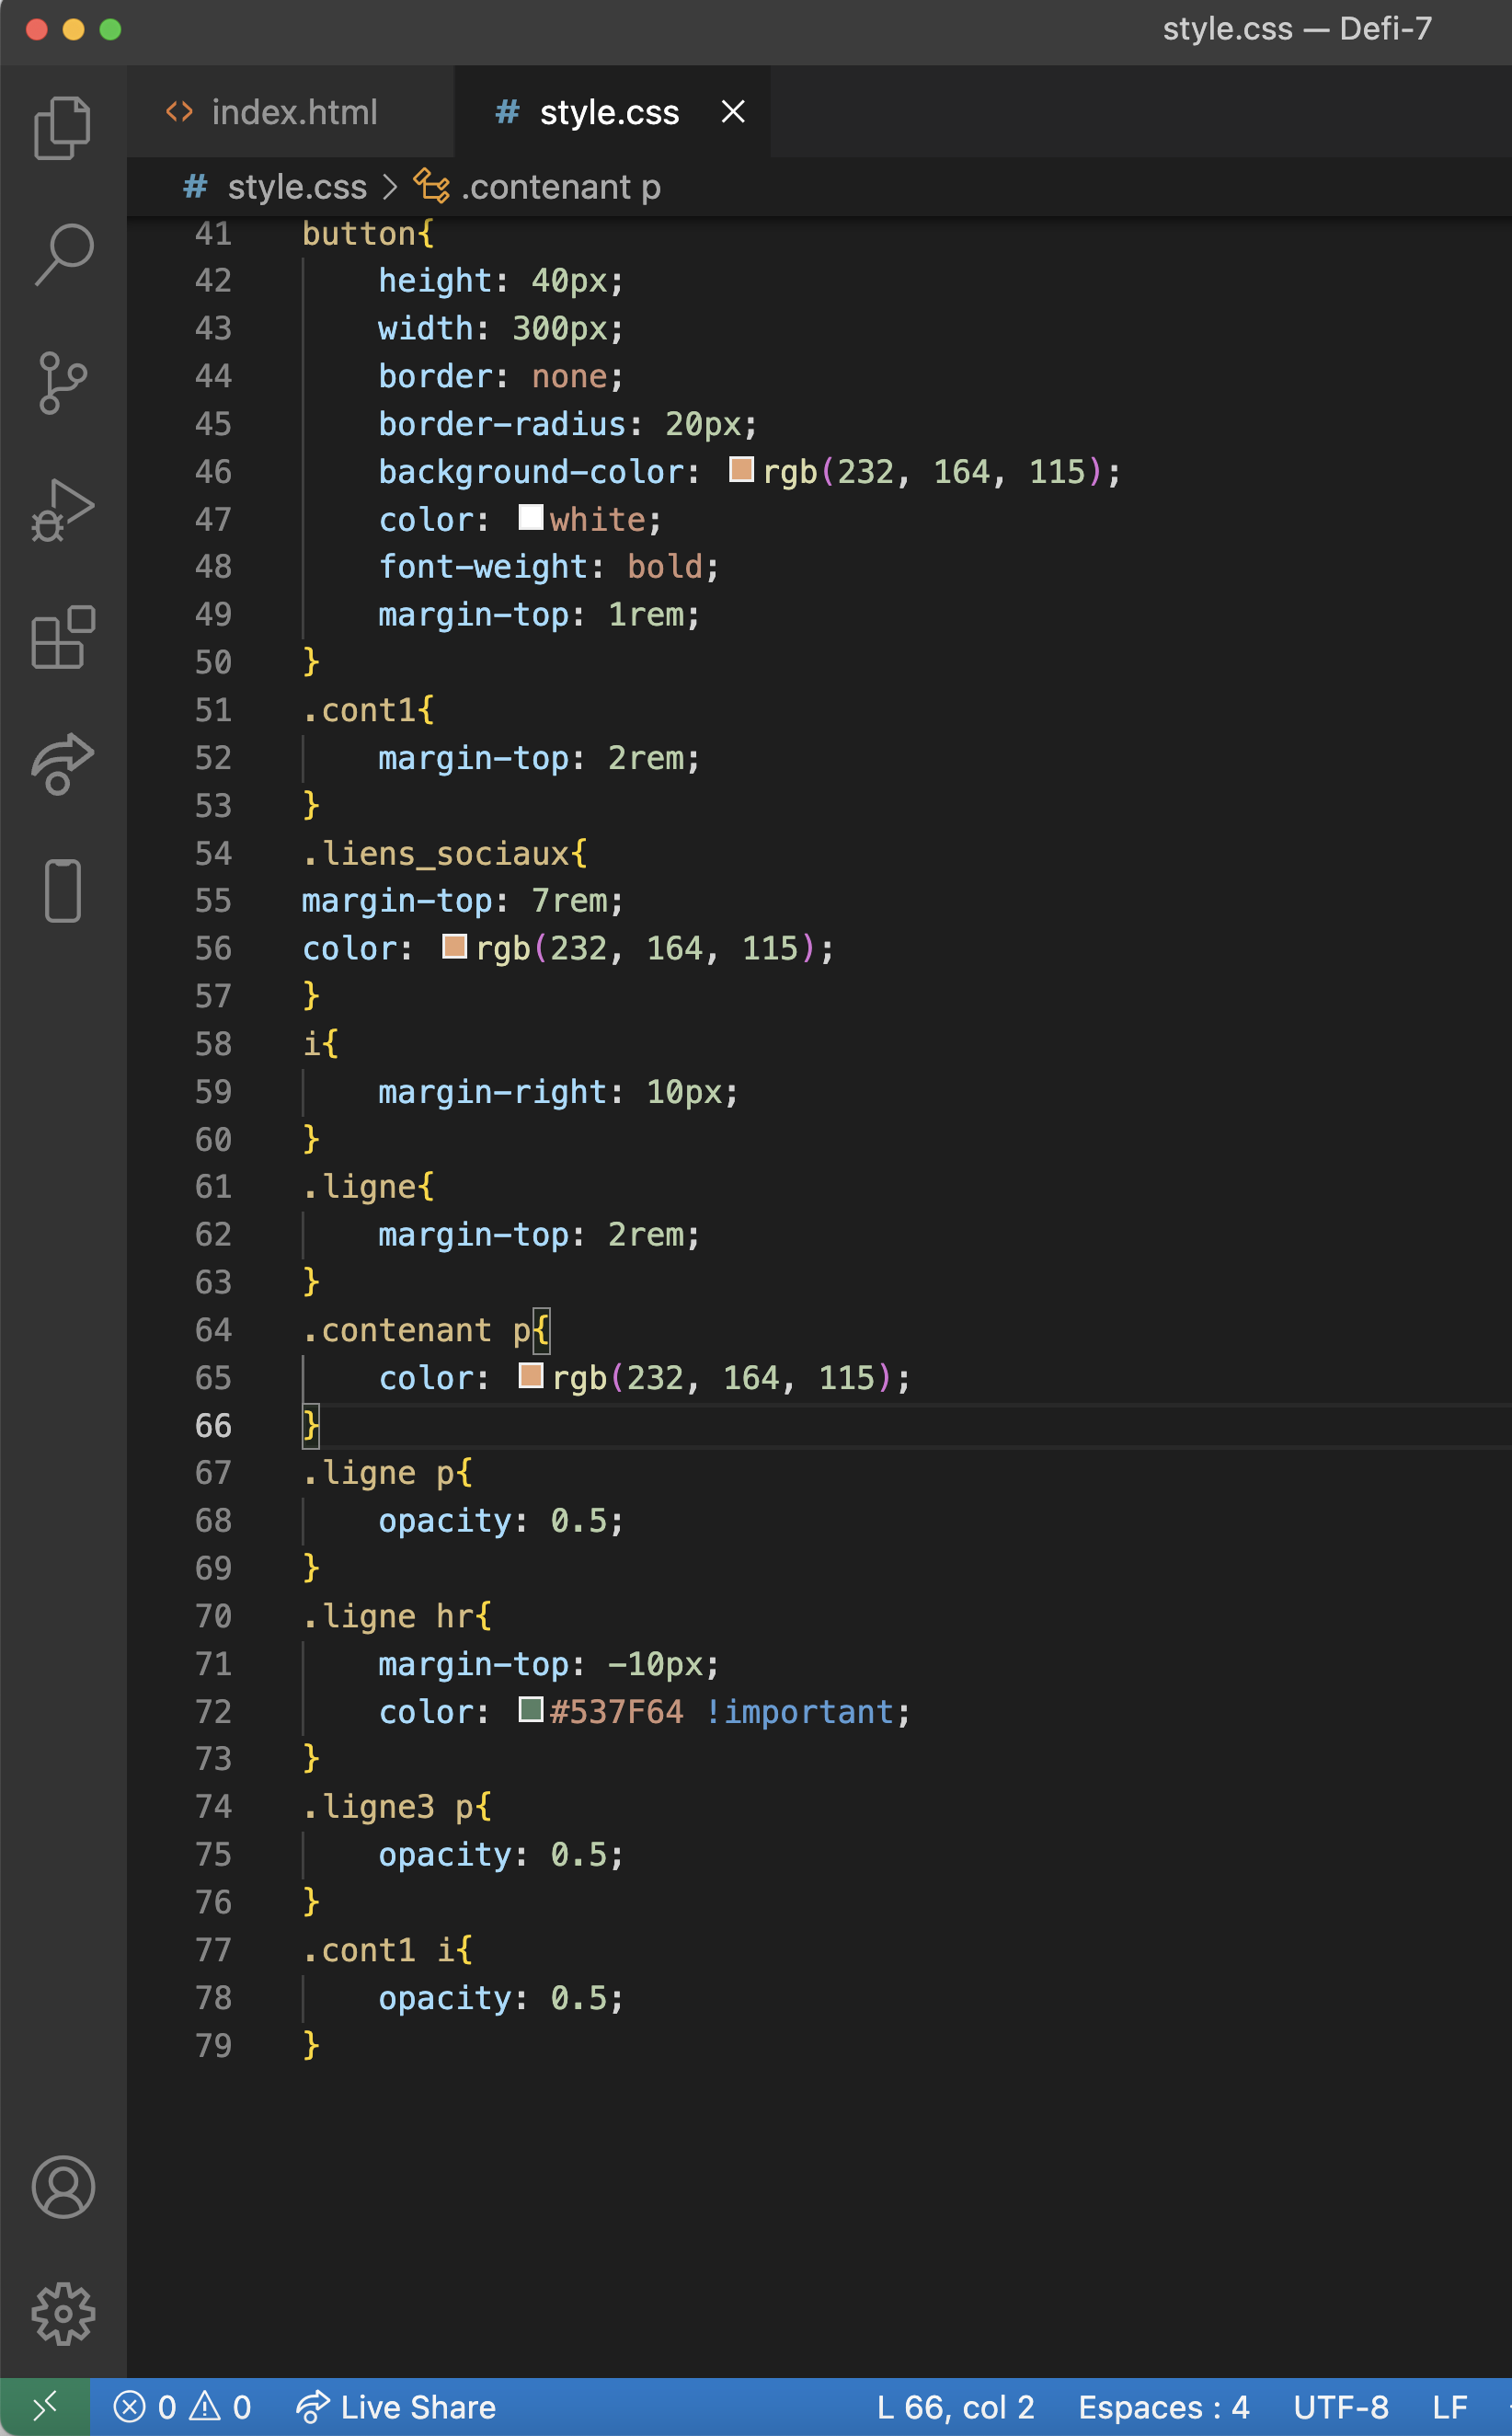 style.css — Defi-7
index.html
# style.css
# style.css > .contenant p
41 button{
42 height: 40px;
43 width: 300px;
44 border: none;
45 border-radius: 20px;
46 background-color: rgb(232, 164, 115);
47 color: white;
48 font-weight: bold;
49 margin-top: 1rem;
50 }
51 .cont1{
52 margin-top: 2rem;
53 }
54 .liens_sociaux{
55 margin-top: 7rem;
56 color: rgb(232, 164, 115);
57 }
58 i{
59 margin-right: 10px;
60 }
61 .ligne{
62 margin-top: 2rem;
63 }
64 .contenant p{
65 color: rgb(232, 164, 115);
66 }
67 .ligne p{
68 opacity: 0.5;
69 }
70 .ligne hr{
71 margin-top: -10px;
72 color: #537F64 !important;
73 }
74 .ligne3 p{
75 opacity: 0.5;
76 }
77 .cont1 i{
78 opacity: 0.5;
79 }
0 0 Live Share L 66, col 2 Espaces : 4 UTF-8 LF